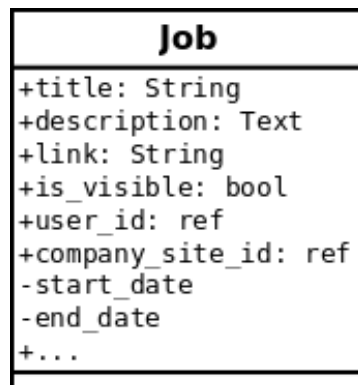 Job
+title: String
+description: Text
+link: String
+is_visible: bool
+user_id: ref
+company_site_id: ref
-start_date
-end_date
+...